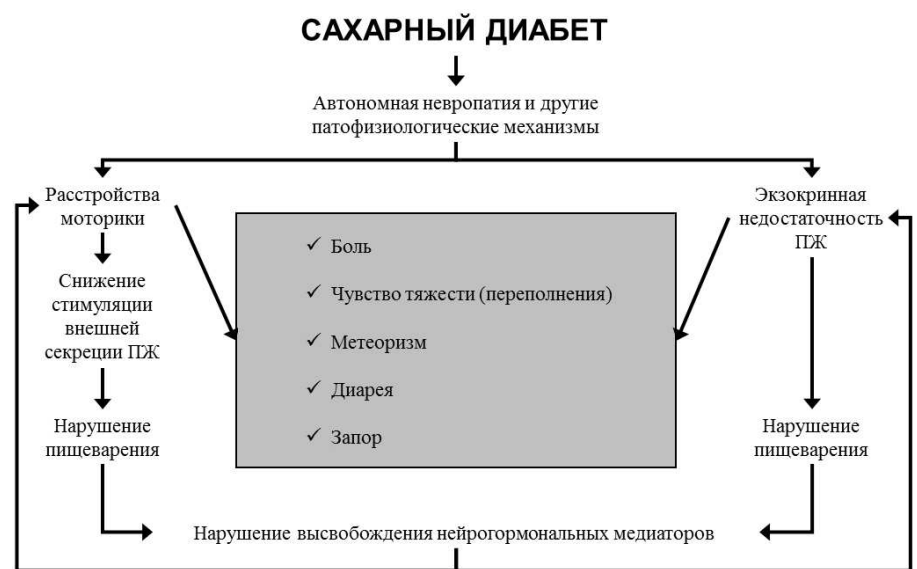 САХАРНЫЙ ДИАБЕТ
Автономная невропатия и другие
патофизиологические механизмы
Расстройства
моторики
Снижение
стимуляции
внешней
секреции ПЖ
Нарушение
пищеварения
✓ Боль
✓ Чувство тяжести (переполнения)
✓ Метеоризм
✓ Диарея
✓ Запор
Экзокринная
недостаточность
ПЖ
Нарушение
пищеварения
Нарушение высвобождения нейрогормональных медиаторов